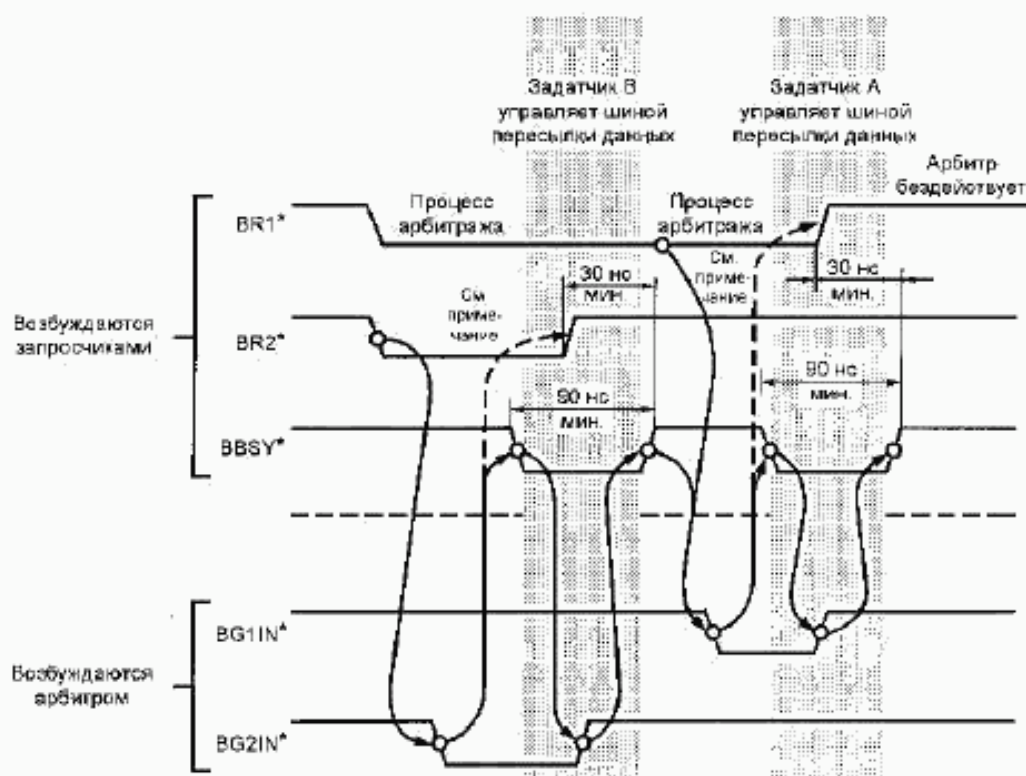 Задатчик В
управляет шиной
пересылки данных
Задатчик А
управляет шиной
пересылки данных
Арбитр
бездействует
Процесс
арбитража
Процесс
арбитража
BR1*
См.
приме-
чание
30 нс
мин.
30 нс
мин.
См
приме-
чание
Возбуждаются
запросчиками
BR2*
90 нс
мин.
90 нс
мин.
BBSY*
BG1IN*
Возбуждаются
арбитром
BG2IN*